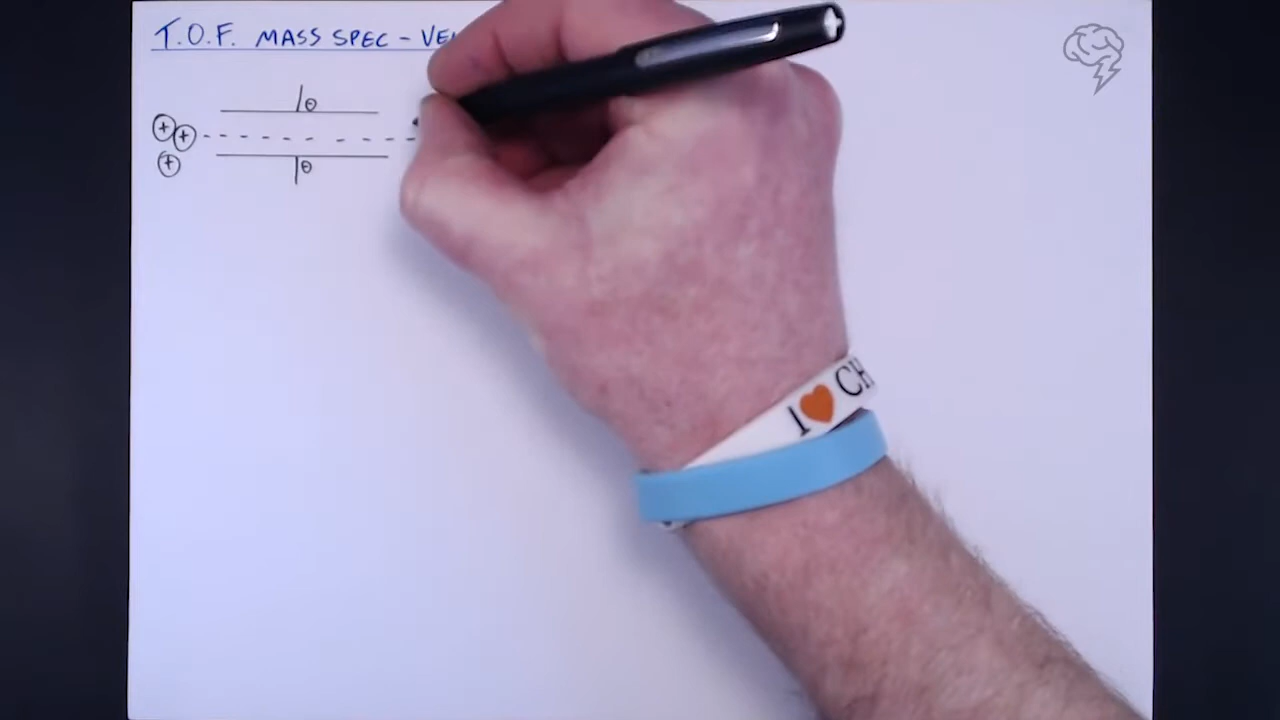 T.O.F. MASS SPEC - VE
⊖
+
+
⊖
+
I ♥ CH